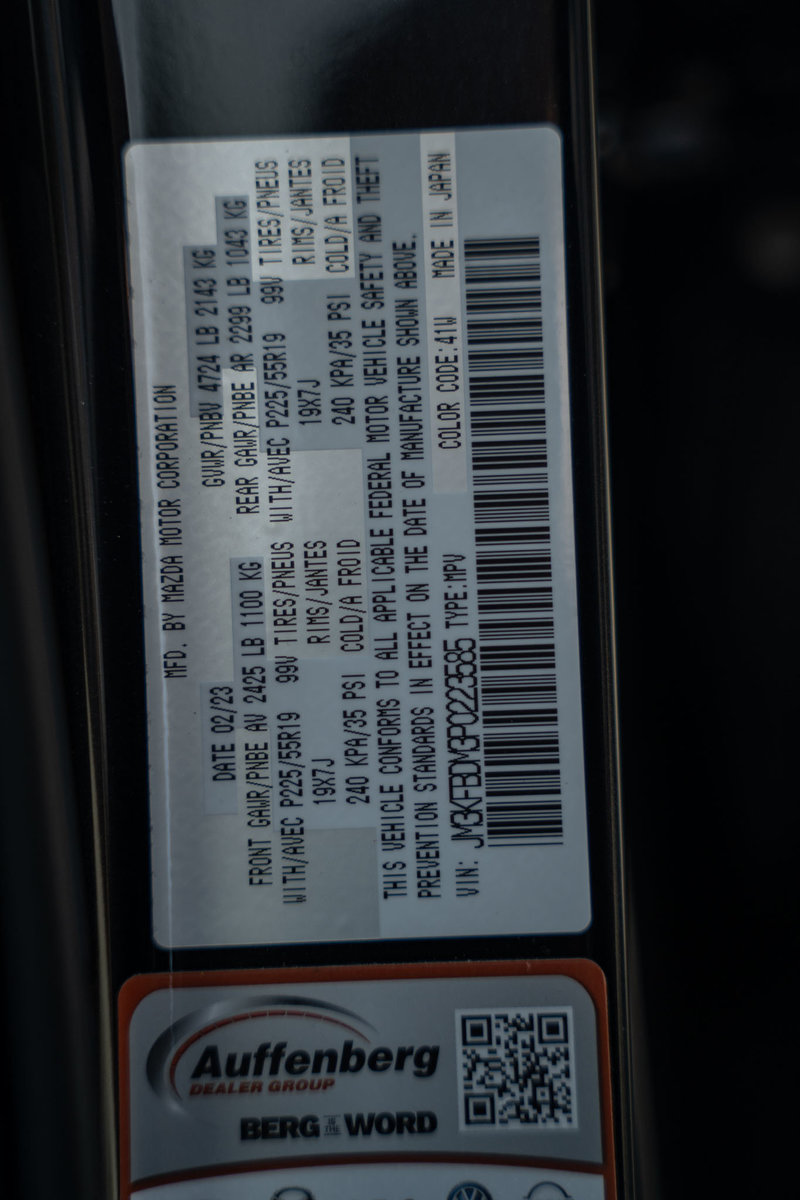 MFD. BY MAZDA MOTOR CORPORATION
DATE 02/23 GVWR/PNBV 4724 LB 2143 KG
FRONT GAWR/PNBE AV 2425 LB 1100 KG REAR GAWR/PNBE AR 2299 LB 1043 KG
WITH/AVEC P225/55R19 99V TIRES/PNEUS WITH/AVEC P225/55R19 99V TIRES/PNEUS
19X7J RIMS/JANTES 19X7J RIMS/JANTES
240 KPA/35 PSI COLD/A FROID 240 KPA/35 PSI COLD/A FROID
THIS VEHICLE CONFORMS TO ALL APPLICABLE FEDERAL MOTOR VEHICLE SAFETY AND THEFT
PREVENTION STANDARDS IN EFFECT ON THE DATE OF MANUFACTURE SHOWN ABOVE.
VIN: JM3KFBDM3P0223585 TYPE:MPV COLOR CODE:41W MADE IN JAPAN
Auffenberg
DEALER GROUP
BERG IS THE WORD